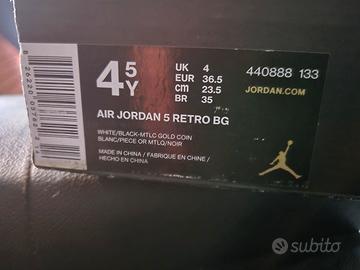 4 5Y
UK 4
EUR 36.5
cm 23.5
BR 35
440888 133
JORDAN.COM
AIR JORDAN 5 RETRO BG
WHITE/BLACK-MTLC GOLD COIN
BLANC/PIECE OR MTLQ/NOIR
MADE IN CHINA / FABRIQUE EN CHINE /
HECHO EN CHINA
subito